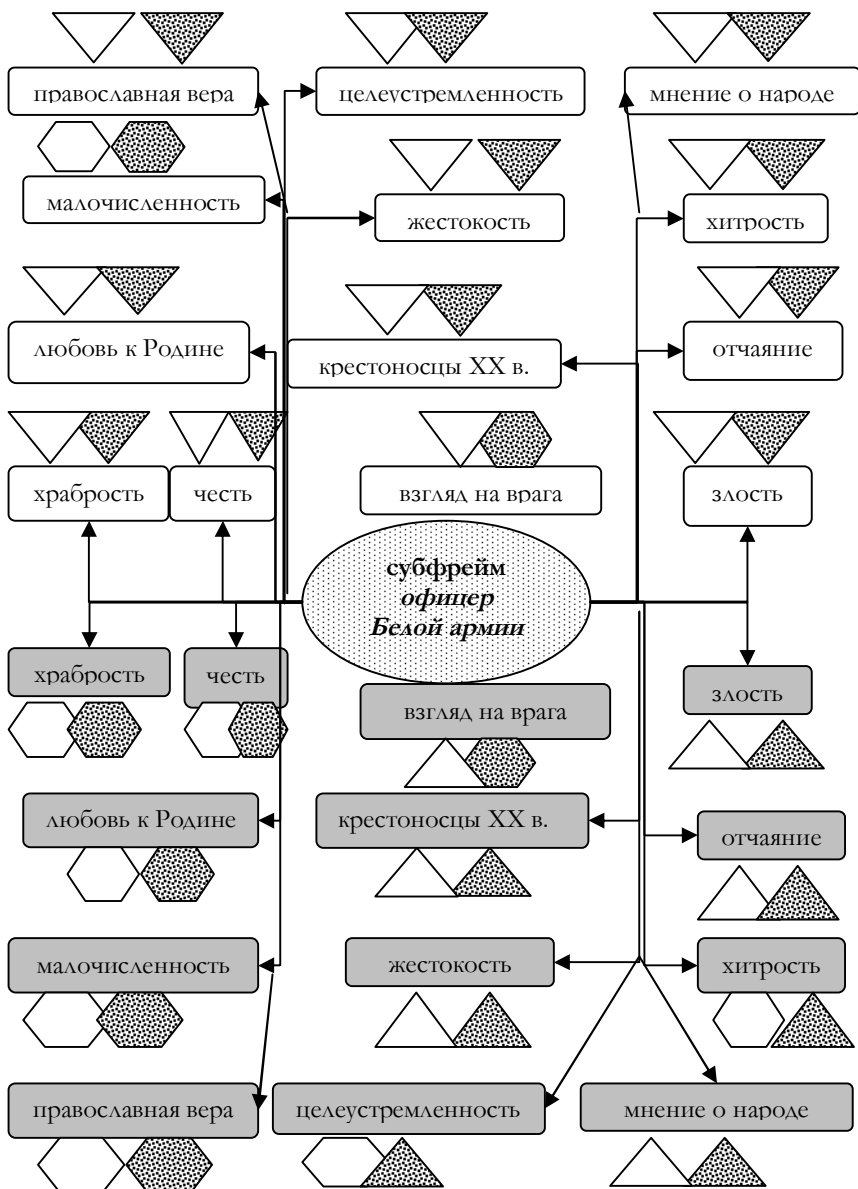 православная вера
целеустремленность
мнение о народе
малочисленность
жестокость
хитрость
любовь к Родине
крестоносцы XX в.
отчаяние
храбрость
честь
взгляд на врага
злость
субфрейм
офицер
Белой армии
храбрость
честь
взгляд на врага
злость
любовь к Родине
крестоносцы XX в.
отчаяние
малочисленность
жестокость
хитрость
православная вера
целеустремленность
мнение о народе